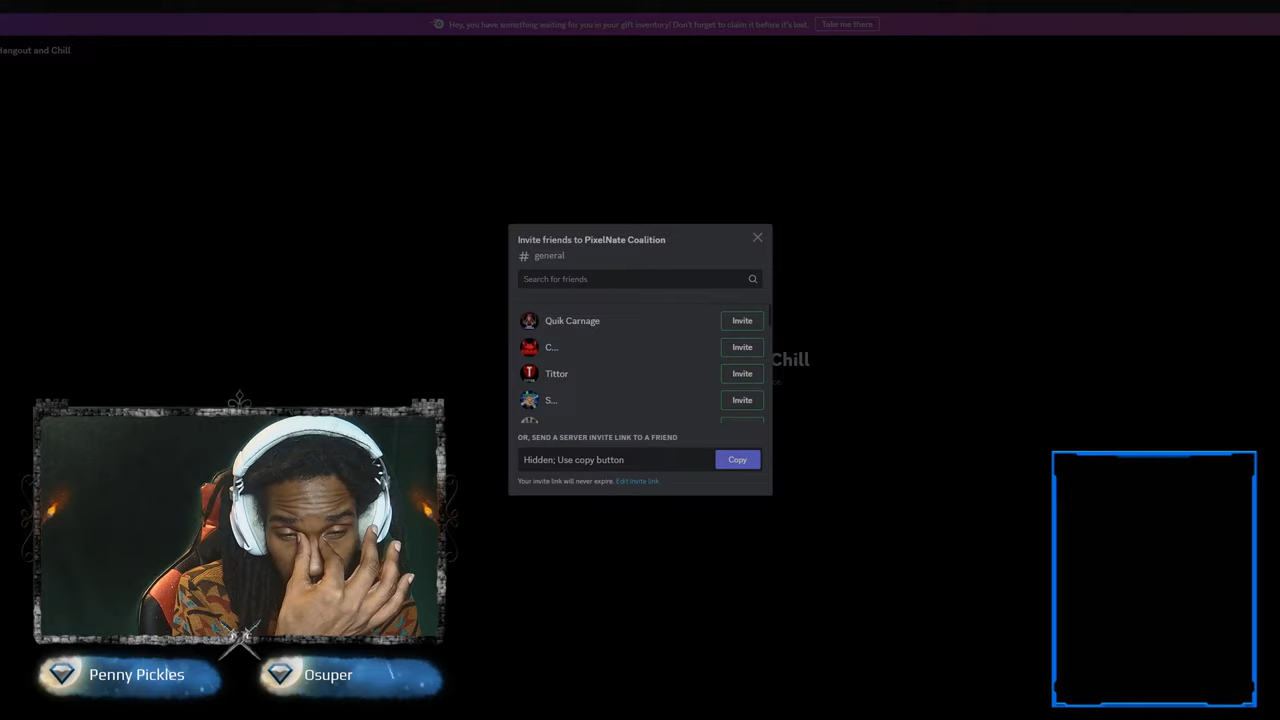 Hey, you have something waiting for you in your gift inventory! Don't forget to claim it before it's lost. Take me there
Hangout and Chill
Invite friends to PixelNate Coalition
# general
Search for friends
Quik Carnage Invite
C... Invite
Tittor Invite
S... Invite
Chill
OR, SEND A SERVER INVITE LINK TO A FRIEND
Hidden; Use copy button Copy
Your invite link will never expire. Edit invite link.
Penny Pickles
Osuper